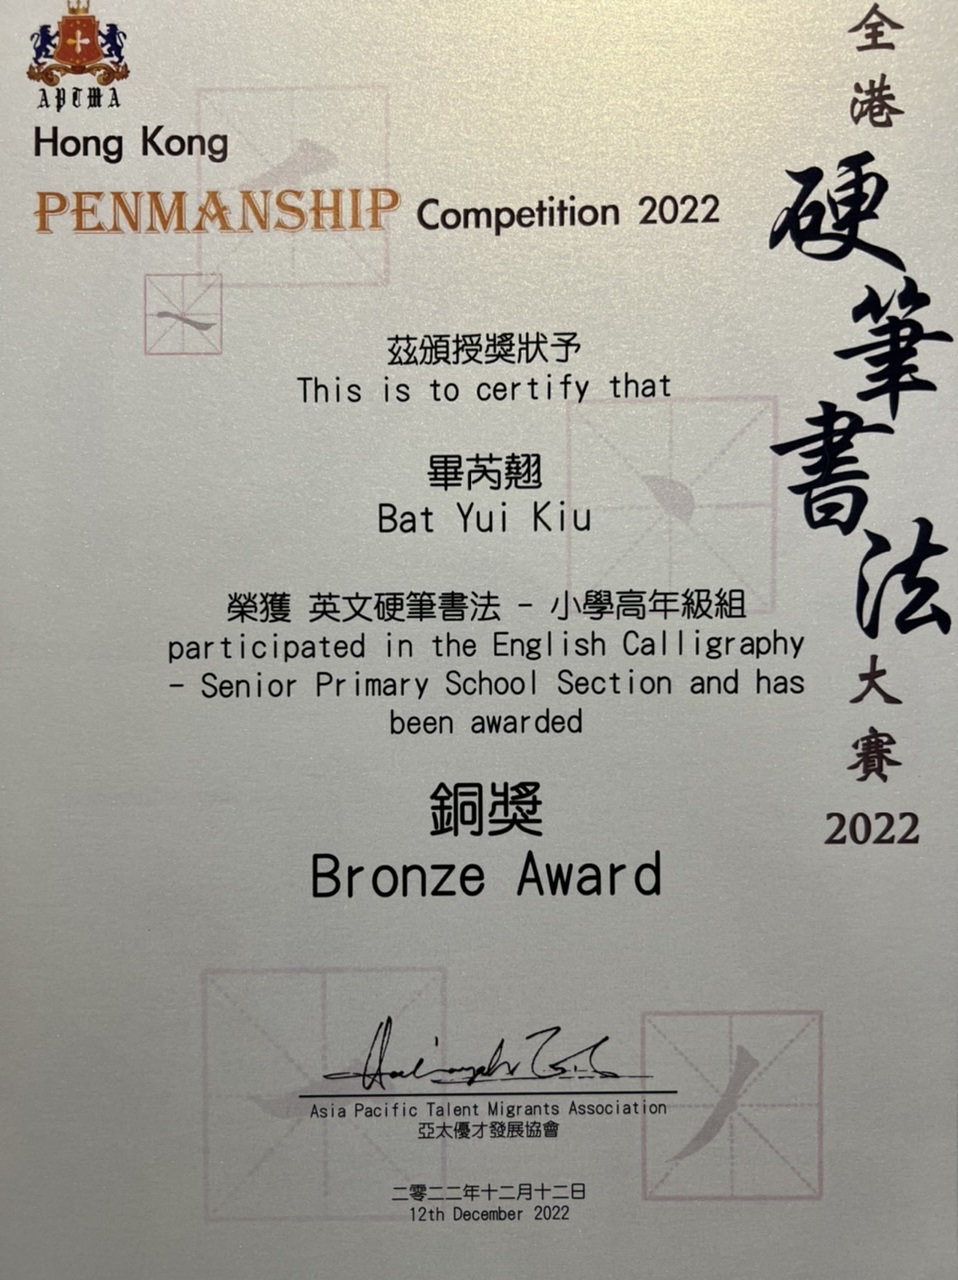 APTMA
Hong Kong
PENMANSHIP Competition 2022
全港硬筆書法大賽
2022
茲頒授獎狀予
This is to certify that
畢芮翹
Bat Yui Kiu
榮獲 英文硬筆書法 - 小學高年級組
participated in the English Calligraphy
- Senior Primary School Section and has
been awarded
銅獎
Bronze Award
Asia Pacific Talent Migrants Association
亞太優才發展協會
二零二二年十二月十二日
12th December 2022